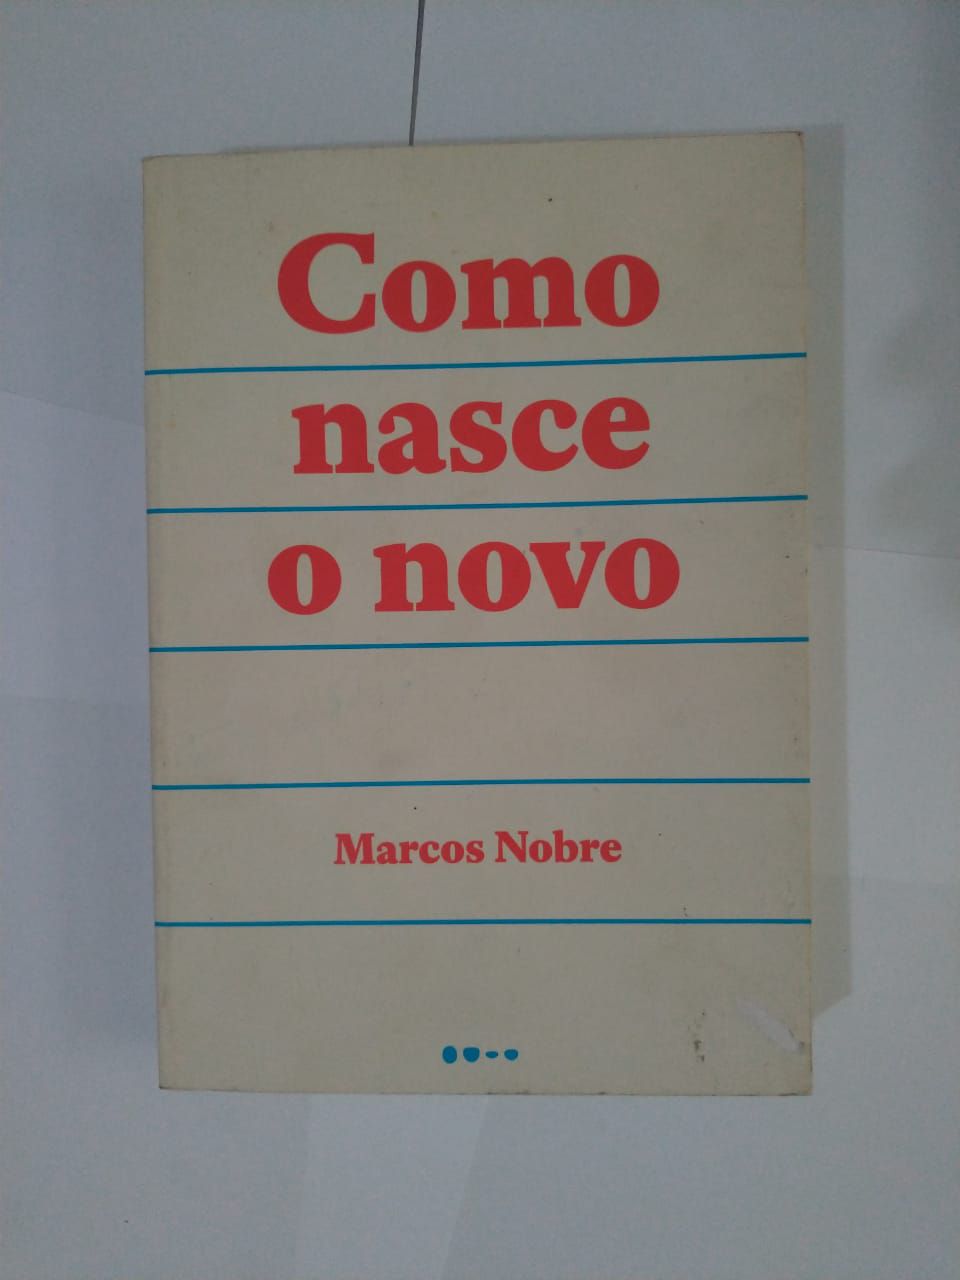 Como
nasce
o novo
Marcos Nobre